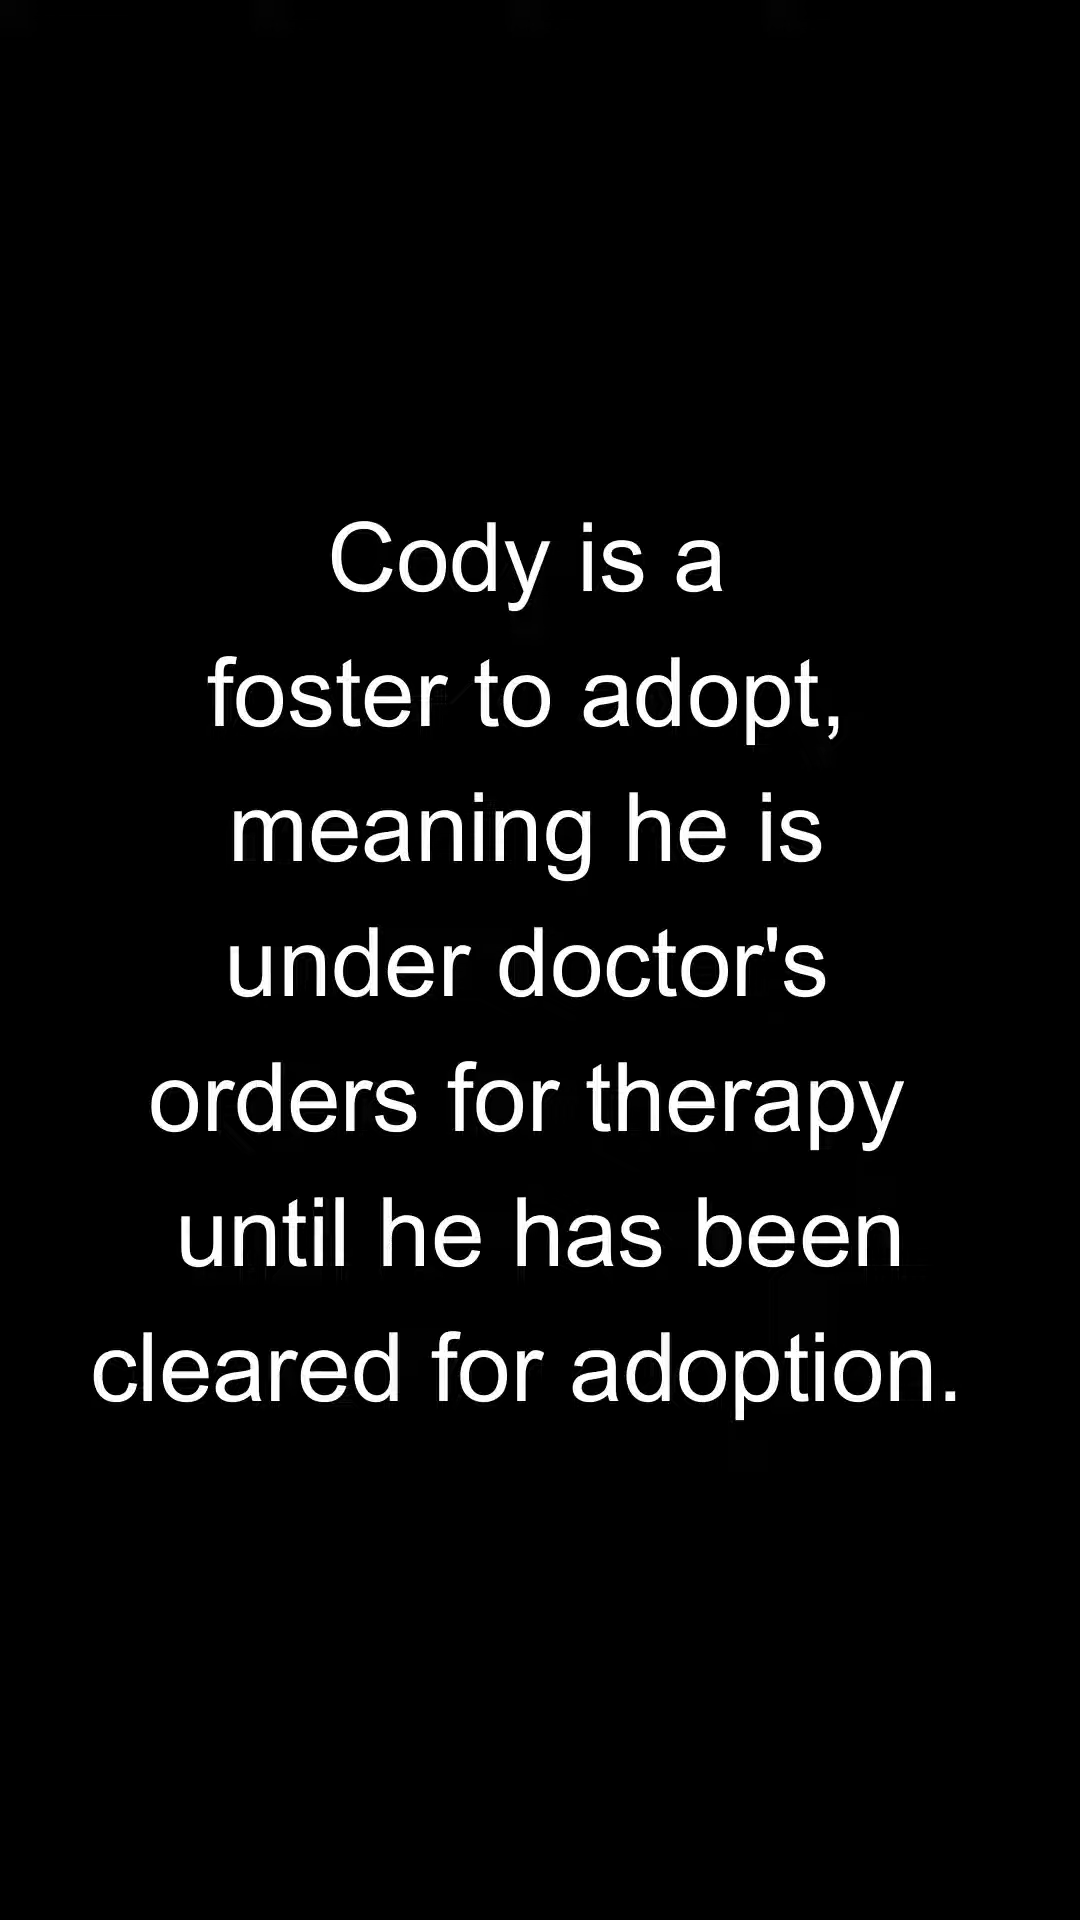 Cody is a
foster to adopt,
meaning he is
under doctor's
orders for therapy
until he has been
cleared for adoption.